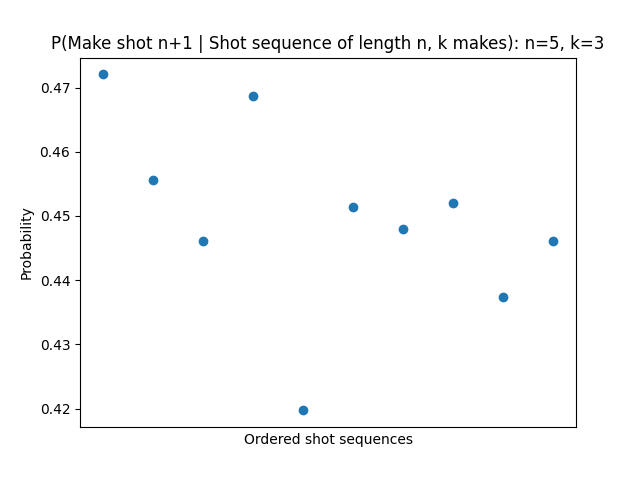 P(Make shot n+1 | Shot sequence of length n, k makes): n=5, k=3
0.47
0.46
0.45
0.44
0.43
0.42
Probability
Ordered shot sequences